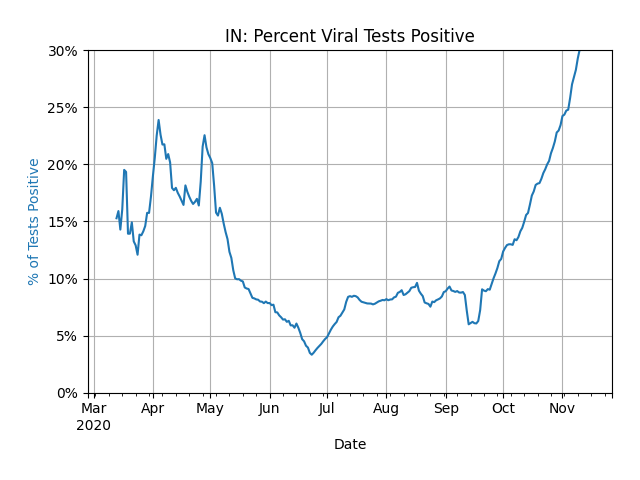 IN: Percent Viral Tests Positive
30%
25%
20%
15%
10%
5%
0%
% of Tests Positive
Mar Apr May Jun Jul Aug Sep Oct Nov
2020
Date